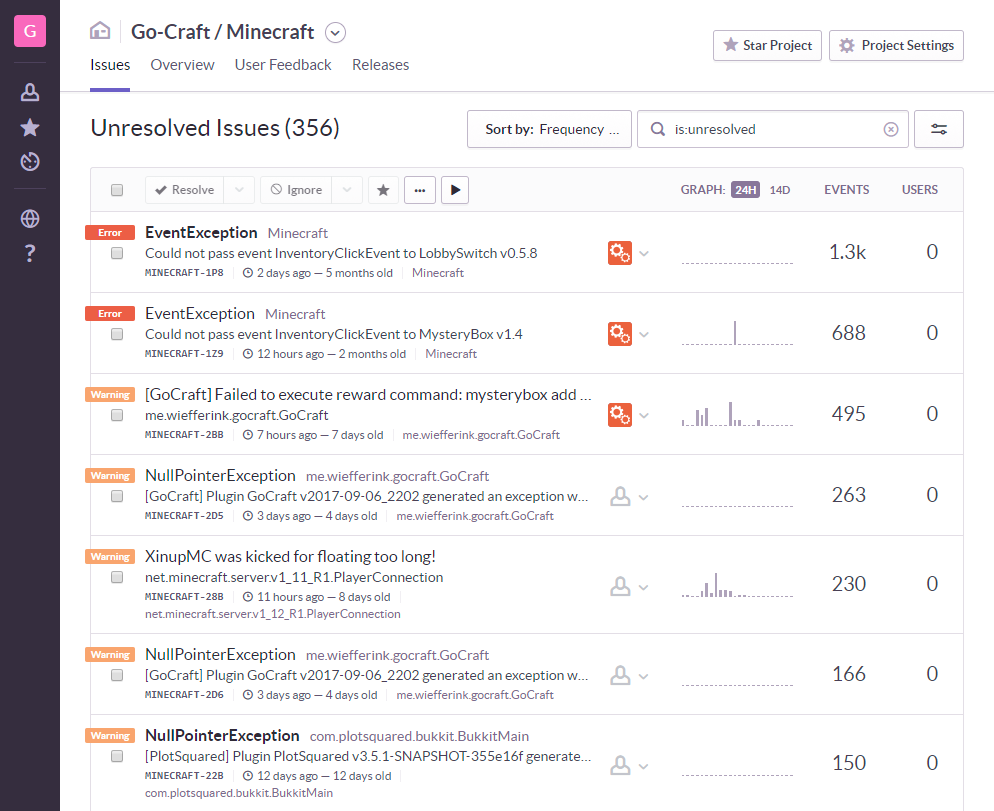 G
Go-Craft / Minecraft
Star Project
Project Settings
Issues Overview User Feedback Releases
Unresolved Issues (356)
Sort by: Frequency ...
is:unresolved
Resolve
Ignore
GRAPH: 24H 14D
EVENTS
USERS
Error
EventException Minecraft
Could not pass event InventoryClickEvent to LobbySwitch v0.5.8
MINECRAFT-1P8 2 days ago — 5 months old Minecraft
1.3k
0
Error
EventException Minecraft
Could not pass event InventoryClickEvent to MysteryBox v1.4
MINECRAFT-1Z9 12 hours ago — 2 months old Minecraft
688
0
Warning
[GoCraft] Failed to execute reward command: mysterybox add ...
me.wiefferink.gocraft.GoCraft
MINECRAFT-2BB 7 hours ago — 7 days old me.wiefferink.gocraft.GoCraft
495
0
Warning
NullPointerException me.wiefferink.gocraft.GoCraft
[GoCraft] Plugin GoCraft v2017-09-06_2202 generated an exception w...
MINECRAFT-2D5 3 days ago — 4 days old me.wiefferink.gocraft.GoCraft
263
0
Warning
XinupMC was kicked for floating too long!
net.minecraft.server.v1_11_R1.PlayerConnection
MINECRAFT-28B 11 hours ago — 8 days old
net.minecraft.server.v1_12_R1.PlayerConnection
230
0
Warning
NullPointerException me.wiefferink.gocraft.GoCraft
[GoCraft] Plugin GoCraft v2017-09-06_2202 generated an exception w...
MINECRAFT-2D6 3 days ago — 4 days old me.wiefferink.gocraft.GoCraft
166
0
Warning
NullPointerException com.plotsquared.bukkit.BukkitMain
[PlotSquared] Plugin PlotSquared v3.5.1-SNAPSHOT-355e16f generate...
MINECRAFT-22B 12 days ago — 12 days old
com.plotsquared.bukkit.BukkitMain
150
0